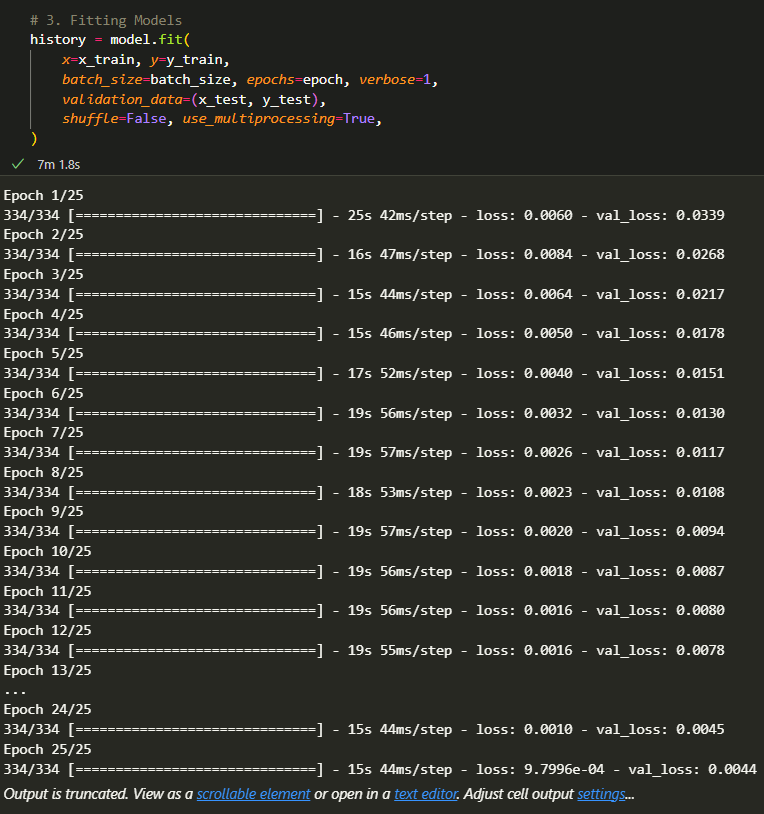 # 3. Fitting Models
history = model.fit(
x=x_train, y=y_train,
batch_size=batch_size, epochs=epoch, verbose=1,
validation_data=(x_test, y_test),
shuffle=False, use_multiprocessing=True,
)
✓ 7m 1.8s
Epoch 1/25
334/334 [==============================] - 25s 42ms/step - loss: 0.0060 - val_loss: 0.0339
Epoch 2/25
334/334 [==============================] - 16s 47ms/step - loss: 0.0084 - val_loss: 0.0268
Epoch 3/25
334/334 [==============================] - 15s 44ms/step - loss: 0.0064 - val_loss: 0.0217
Epoch 4/25
334/334 [==============================] - 15s 46ms/step - loss: 0.0050 - val_loss: 0.0178
Epoch 5/25
334/334 [==============================] - 17s 52ms/step - loss: 0.0040 - val_loss: 0.0151
Epoch 6/25
334/334 [==============================] - 19s 56ms/step - loss: 0.0032 - val_loss: 0.0130
Epoch 7/25
334/334 [==============================] - 19s 57ms/step - loss: 0.0026 - val_loss: 0.0117
Epoch 8/25
334/334 [==============================] - 18s 53ms/step - loss: 0.0023 - val_loss: 0.0108
Epoch 9/25
334/334 [==============================] - 19s 57ms/step - loss: 0.0020 - val_loss: 0.0094
Epoch 10/25
334/334 [==============================] - 19s 56ms/step - loss: 0.0018 - val_loss: 0.0087
Epoch 11/25
334/334 [==============================] - 19s 56ms/step - loss: 0.0016 - val_loss: 0.0080
Epoch 12/25
334/334 [==============================] - 19s 55ms/step - loss: 0.0016 - val_loss: 0.0078
Epoch 13/25
...
Epoch 24/25
334/334 [==============================] - 15s 44ms/step - loss: 0.0010 - val_loss: 0.0045
Epoch 25/25
334/334 [==============================] - 15s 44ms/step - loss: 9.7996e-04 - val_loss: 0.0044
Output is truncated. View as a scrollable element or open in a text editor. Adjust cell output settings...